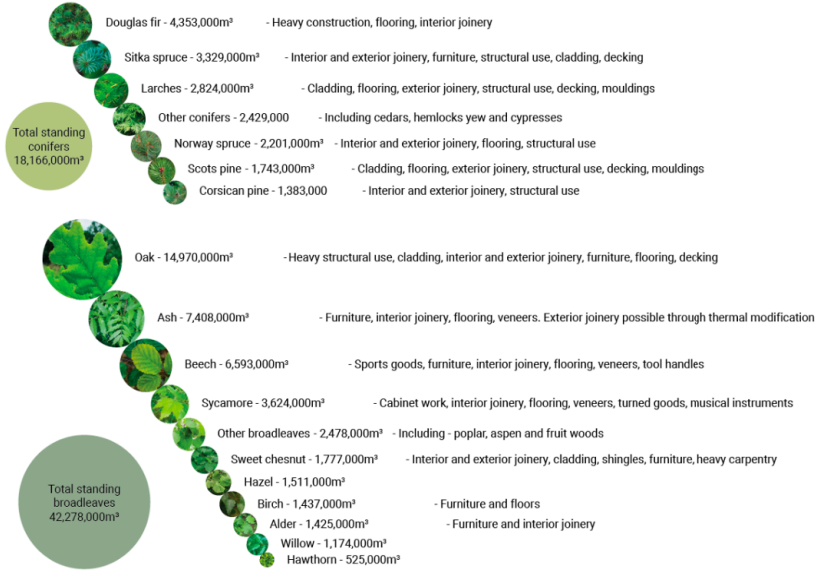 Douglas fir - 4,353,000m³ - Heavy construction, flooring, interior joinery
Sitka spruce - 3,329,000m³ - Interior and exterior joinery, furniture, structural use, cladding, decking
Larches - 2,824,000m³ - Cladding, flooring, exterior joinery, structural use, decking, mouldings
Other conifers - 2,429,000 - Including cedars, hemlocks yew and cypresses
Total standing
conifers
18,166,000m³
Norway spruce - 2,201,000m³ - Interior and exterior joinery, flooring, structural use
Scots pine - 1,743,000m³ - Cladding, flooring, exterior joinery, structural use, decking, mouldings
Corsican pine - 1,383,000 - Interior and exterior joinery, structural use
Oak - 14,970,000m³ - Heavy structural use, cladding, interior and exterior joinery, furniture, flooring, decking
Ash - 7,408,000m³ - Furniture, interior joinery, flooring, veneers. Exterior joinery possible through thermal modification
Beech - 6,593,000m³ - Sports goods, furniture, interior joinery, flooring, veneers, tool handles
Sycamore - 3,624,000m³ - Cabinet work, interior joinery, flooring, veneers, turned goods, musical instruments
Other broadleaves - 2,478,000m³ - Including - poplar, aspen and fruit woods
Sweet chesnut - 1,777,000m³ - Interior and exterior joinery, cladding, shingles, furniture, heavy carpentry
Hazel - 1,511,000m³
Total standing
broadleaves
42,278,000m³
Birch - 1,437,000m³ - Furniture and floors
Alder - 1,425,000m³ - Furniture and interior joinery
Willow - 1,174,000m³
Hawthorn - 525,000m³